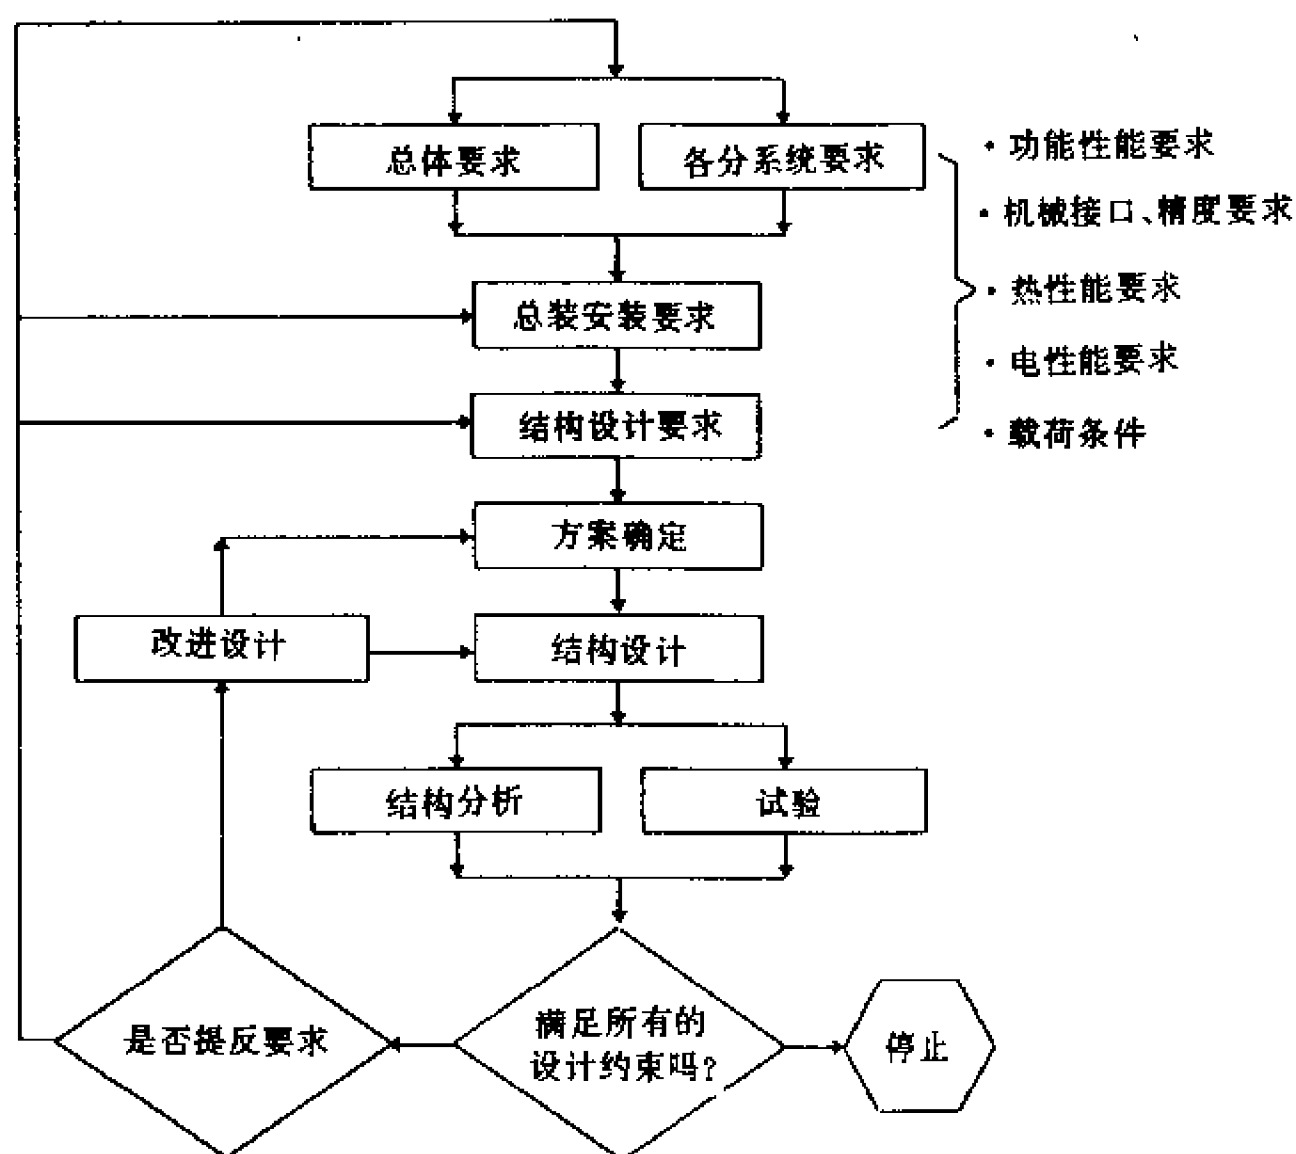 总体要求
各分系统要求
·功能性能要求
·机械接口、精度要求
·热性能要求
·电性能要求
·载荷条件
总装安装要求
结构设计要求
方案确定
改进设计
结构设计
结构分析
试验
是否提反要求
满足所有的
设计约束吗?
停止